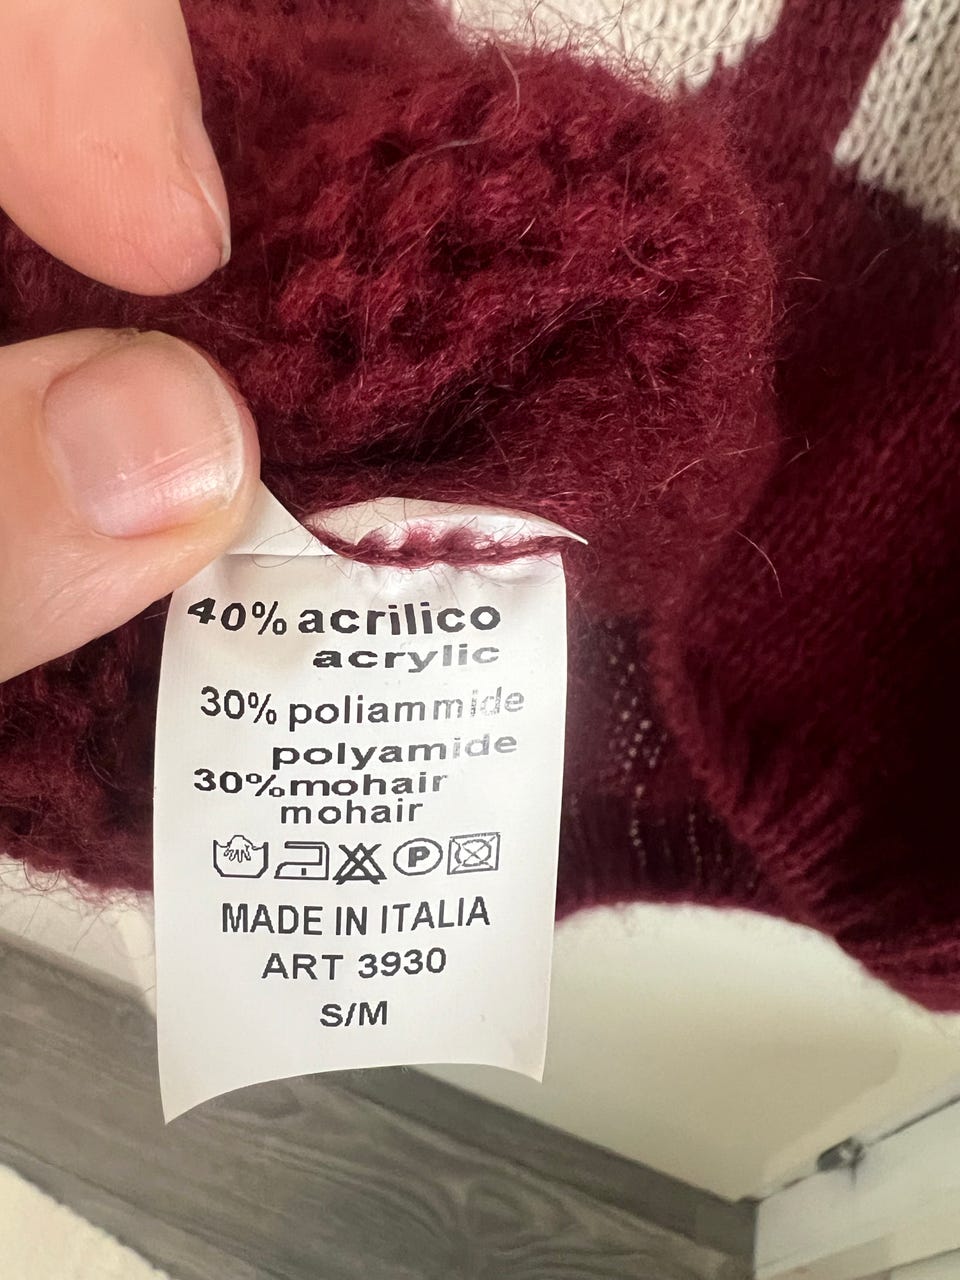 40% acrilico
acrylic
30% poliammide
polyamide
30% mohair
mohair
P
MADE IN ITALIA
ART 3930
S/M